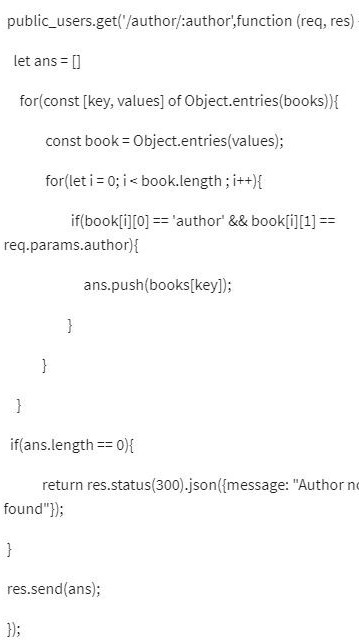 public_users.get('/author/:author',function (req, res)
let ans = []
for(const [key, values] of Object.entries(books)){
const book = Object.entries(values);
for(let i = 0; i < book.length ; i++){
if(book[i][0] == 'author' && book[i][1] ==
req.params.author){
ans.push(books[key]);
}
}
}
if(ans.length == 0){
return res.status(300).json({message: "Author
found"});
}
res.send(ans);
});